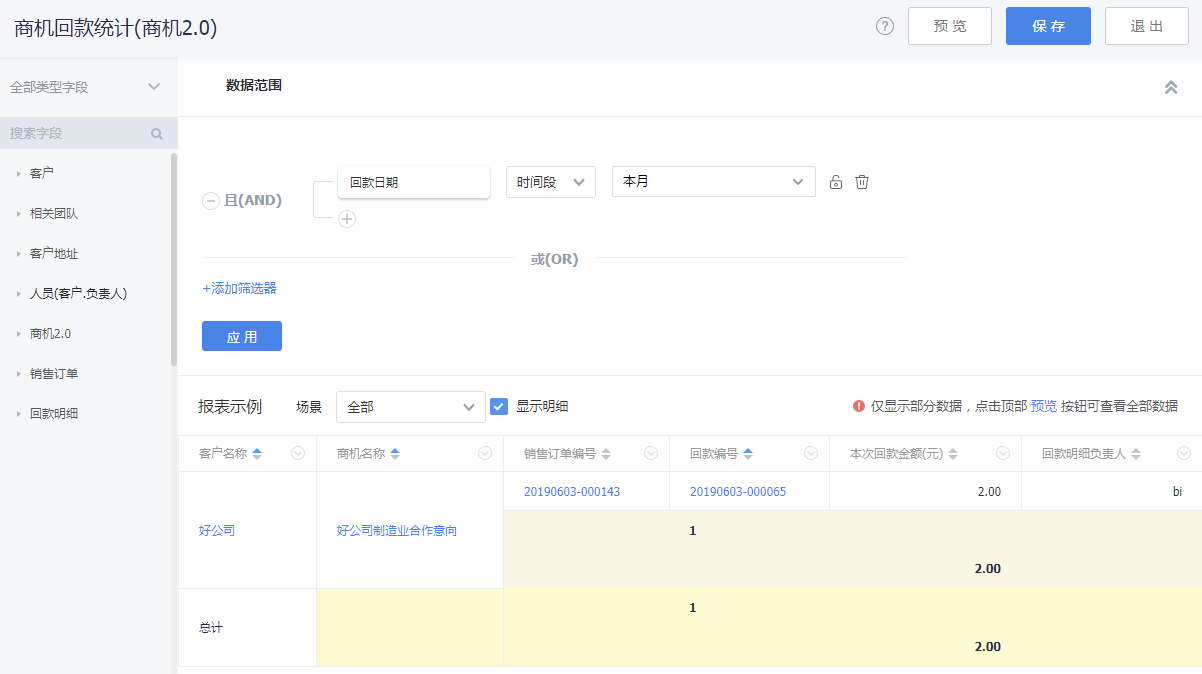 商机回款统计(商机2.0)
?
预 览
保 存
退 出
全部类型字段
搜索字段
客户
相关团队
客户地址
人员(客户.负责人)
商机2.0
销售订单
回款明细
数据范围
且(AND)
回款日期
时间段
本月
或(OR)
+添加筛选器
应 用
报表示例
场景
全部
显示明细
仅显示部分数据，点击顶部 预览 按钮可查看全部数据
客户名称
商机名称
销售订单编号
回款编号
本次回款金额(元)
回款明细负责人
好公司
好公司制造业合作意向
20190603-000143
20190603-000065
2.00
bi
1
2.00
总计
1
2.00